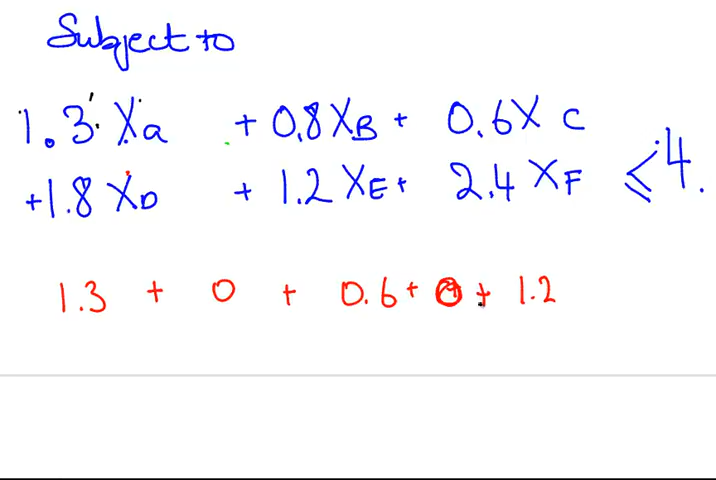 Subject to
1.3 Xa + 0.8 XB + 0.6 X C
+1.8 XD + 1.2 XE + 2.4 XF ≤ 4.
1.3 + 0 + 0.6 + 0 + 1.2